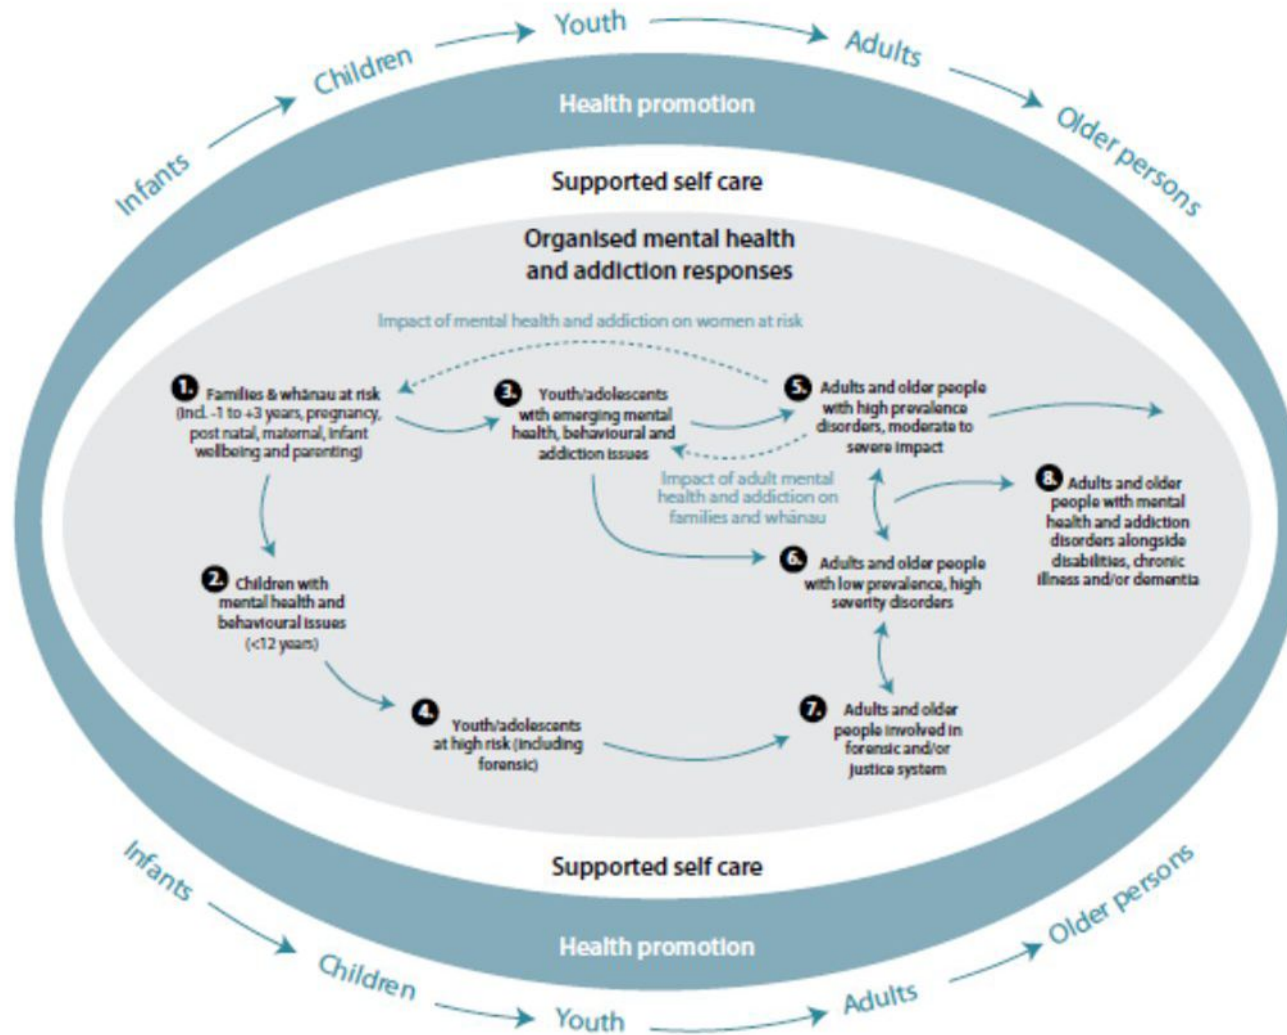 Infants
Children
Youth
Adults
Older persons
Health promotion
Supported self care
Organised mental health
and addiction responses
Impact of mental health and addiction on women at risk
1. Families & whānau at risk
(Incl. -1 to +3 years, pregnancy,
post natal, maternal, infant
wellbeing and parenting)
3. Youth/adolescents
with emerging mental
health, behavioural and
addiction issues
5. Adults and older people
with high prevalence
disorders, moderate to
severe impact
Impact of adult mental
health and addiction on
families and whānau
8. Adults and older
people with mental
health and addiction
disorders alongside
disabilities, chronic
illness and/or dementia
2. Children with
mental health and
behavioural issues
(<12 years)
6. Adults and older people
with low prevalence, high
severity disorders
4. Youth/adolescents
at high risk (including
forensic)
7. Adults and older
people involved in
forensic and/or
justice system
Supported self care
Health promotion
Infants
Children
Youth
Adults
Older persons